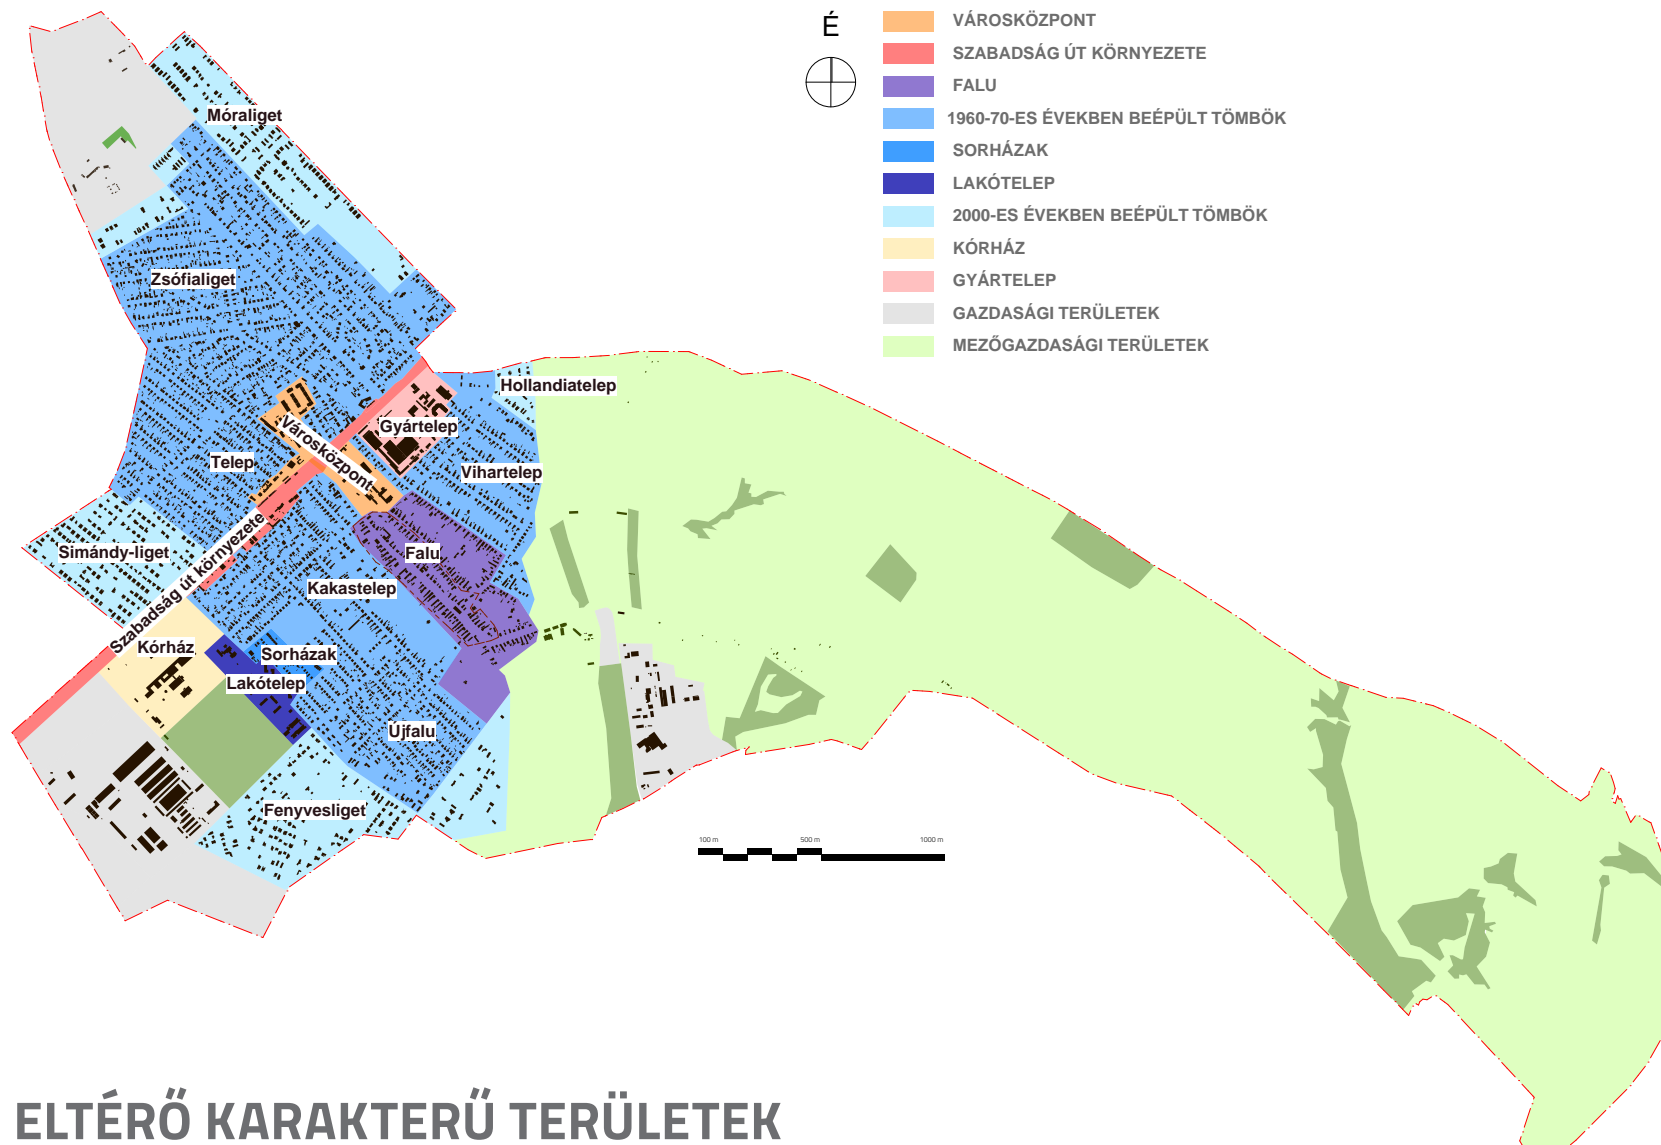 É
VÁROSKÖZPONT
SZABADSÁG ÚT KÖRNYEZETE
FALU
1960-70-ES ÉVEKBEN BEÉPÜLT TÖMBÖK
SORHÁZAK
LAKÓTELEP
2000-ES ÉVEKBEN BEÉPÜLT TÖMBÖK
KÓRHÁZ
GYÁRTELEP
GAZDASÁGI TERÜLETEK
MEZŐGAZDASÁGI TERÜLETEK
Móraliget
Zsófialiget
Hollandiatelep
Gyártelep
Városközpont
Telep
Vihartelep
Simándy-liget
Szabadság út környezete
Falu
Kakastelep
Kórház
Sorházak
Lakótelep
Újfalu
Fenyvesliget
100 m 500 m 1000 m
ELTÉRŐ KARAKTERŰ TERÜLETEK